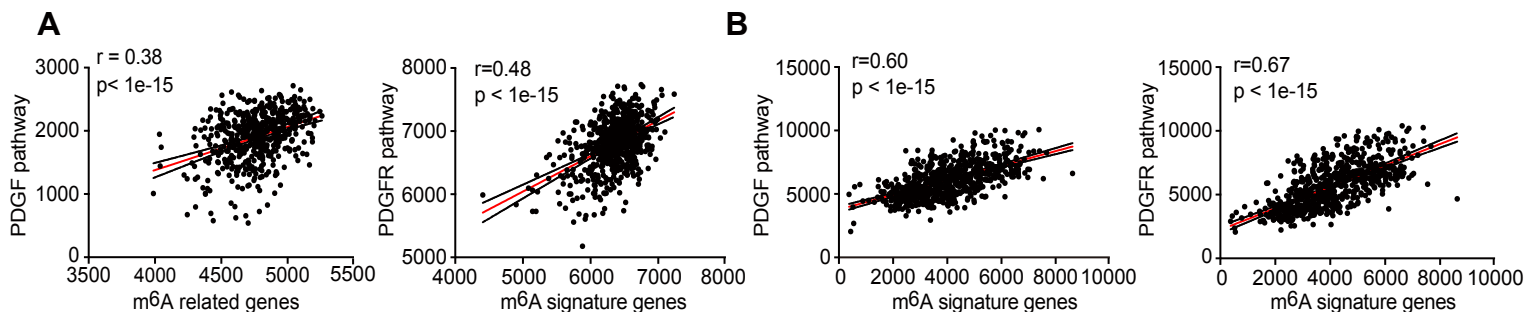 A
r = 0.38
p< 1e-15
PDGF pathway
3000
2000
1000
0
3500 4000 4500 5000 5500
m6A related genes
r=0.48
p < 1e-15
PDGFR pathway
8000
7000
6000
5000
4000 5000 6000 7000 8000
m6A signature genes
B
r=0.60
p < 1e-15
PDGF pathway
15000
10000
5000
0
0 2000 4000 6000 8000 10000
m6A signature genes
r=0.67
p < 1e-15
PDGFR pathway
15000
10000
5000
0
0 2000 4000 6000 8000 10000
m6A signature genes